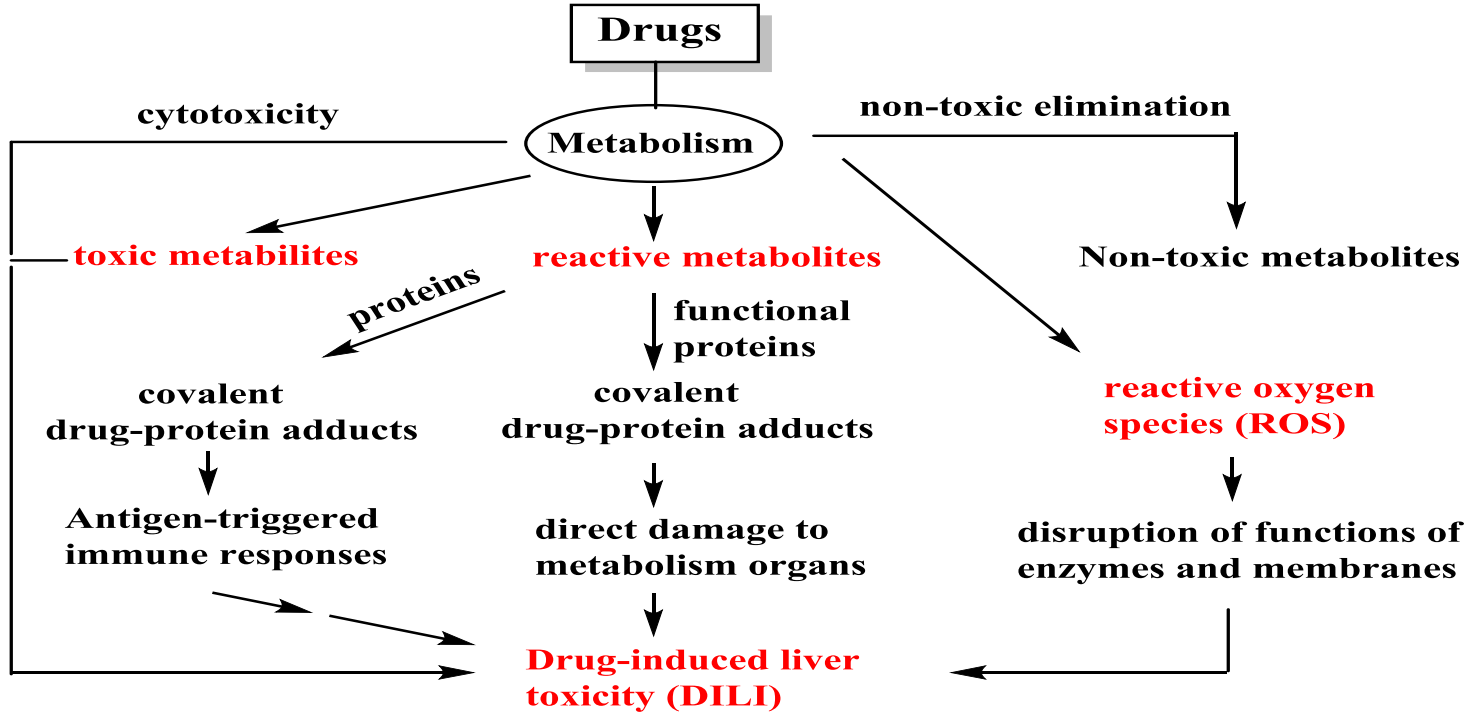 Drugs
cytotoxicity
non-toxic elimination
Metabolism
toxic metabilites
reactive metabolites
Non-toxic metabolites
proteins
functional
proteins
covalent
drug-protein adducts
covalent
drug-protein adducts
reactive oxygen
species (ROS)
Antigen-triggered
immune responses
direct damage to
metabolism organs
disruption of functions of
enzymes and membranes
Drug-induced liver
toxicity (DILI)